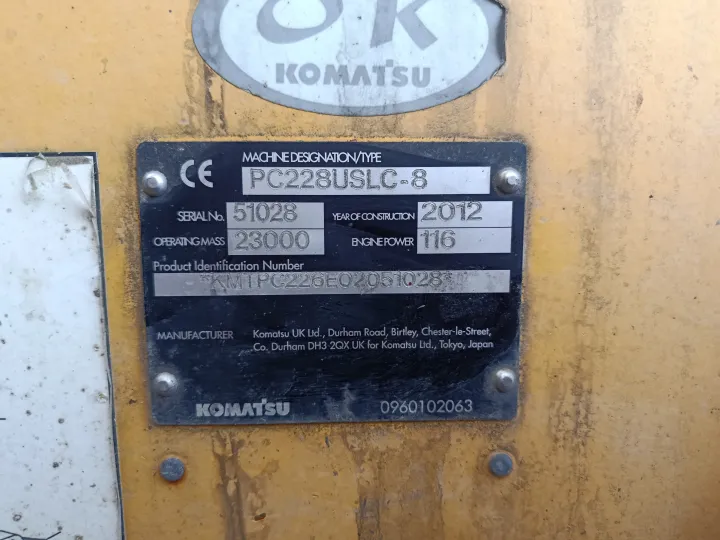 UK
KOMATSU
CE MACHINE DESIGNATION/TYPE
PC228USLC-8
SERIAL No. 51028 YEAR OF CONSTRUCTION 2012
OPERATING MASS 23000 ENGINE POWER 116
Product Identification Number
*KMTPC226E02051028*
MANUFACTURER Komatsu UK Ltd., Durham Road, Birtley, Chester-le-Street,
Co. Durham DH3 2QX UK for Komatsu Ltd., Tokyo, Japan
KOMATSU 0960102063